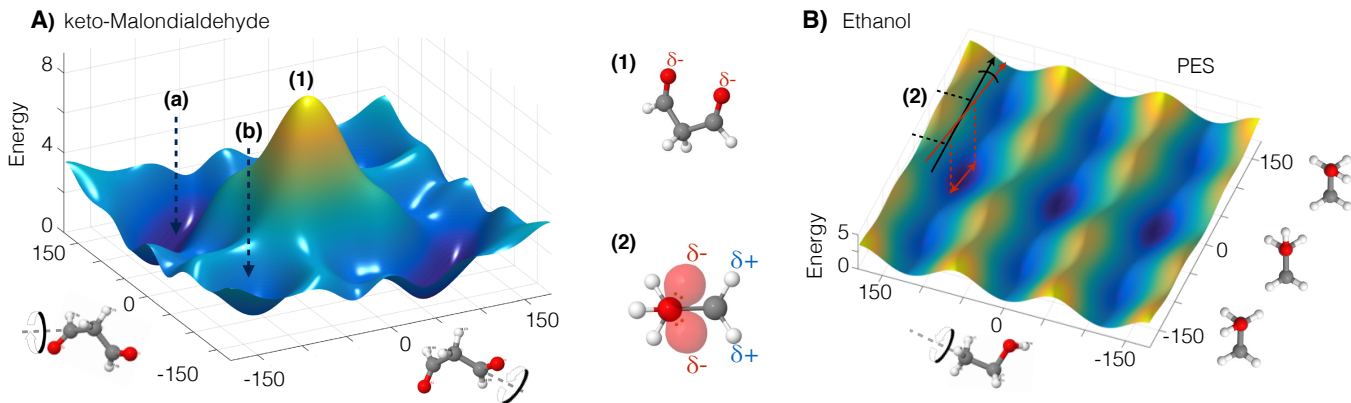 A) keto-Malondialdehyde
8
4
0
Energy
(a)
(b)
(1)
150
0
-150
-150
0
150
(1)
δ-
δ-
(2)
δ-
δ+
δ-
δ+
B) Ethanol
PES
(2)
5
0
Energy
150
0
-150
150
0
-150